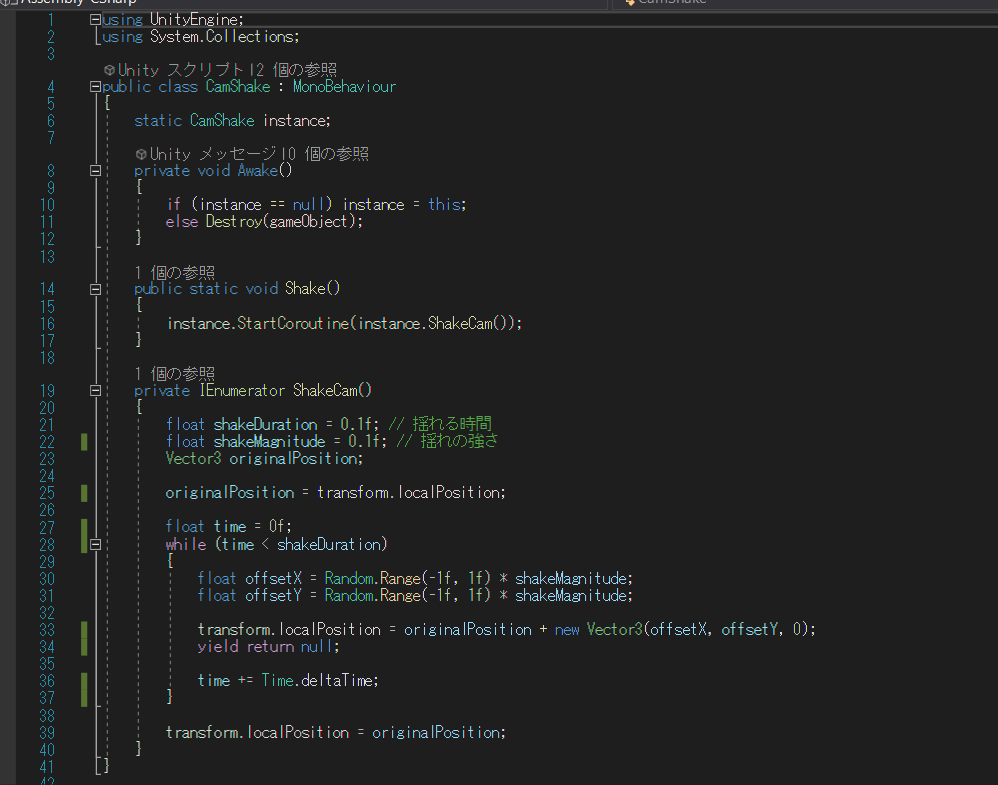 Assembly-CSharp CamShake
1 using UnityEngine;
2 using System.Collections;
3
Unity スクリプト|2 個の参照
4 public class CamShake : MonoBehaviour
5 {
6 static CamShake instance;
7
Unity メッセージ|0 個の参照
8 private void Awake()
9 {
10 if (instance == null) instance = this;
11 else Destroy(gameObject);
12 }
13
1 個の参照
14 public static void Shake()
15 {
16 instance.StartCoroutine(instance.ShakeCam());
17 }
18
1 個の参照
19 private IEnumerator ShakeCam()
20 {
21 float shakeDuration = 0.1f; // 揺れる時間
22 float shakeMagnitude = 0.1f; // 揺れの強さ
23 Vector3 originalPosition;
24
25 originalPosition = transform.localPosition;
26
27 float time = 0f;
28 while (time < shakeDuration)
29 {
30 float offsetX = Random.Range(-1f, 1f) * shakeMagnitude;
31 float offsetY = Random.Range(-1f, 1f) * shakeMagnitude;
32
33 transform.localPosition = originalPosition + new Vector3(offsetX, offsetY, 0);
34 yield return null;
35
36 time += Time.deltaTime;
37 }
38
39 transform.localPosition = originalPosition;
40 }
41 }
42